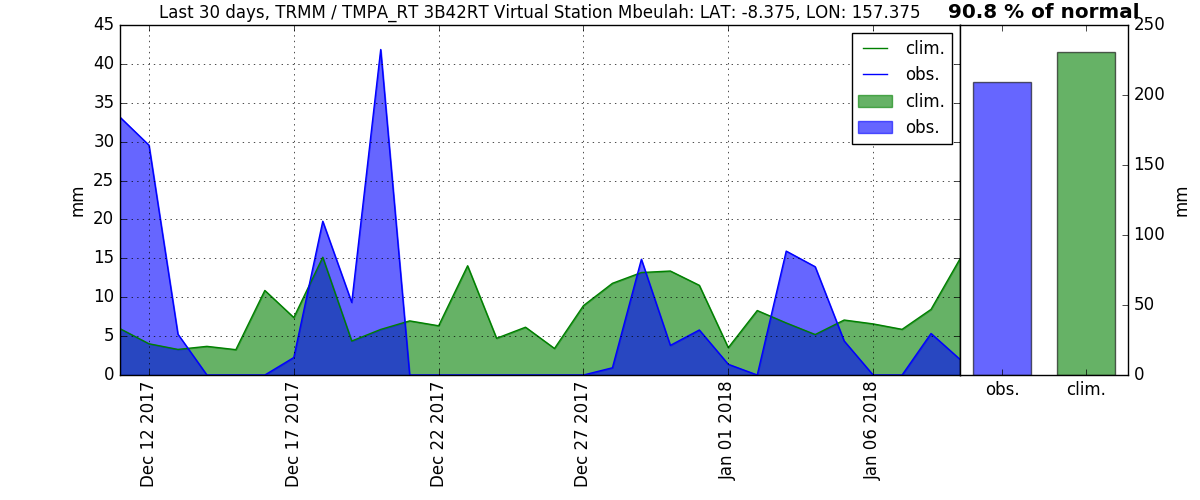 Last 30 days, TRMM / TMPA_RT 3B42RT Virtual Station Mbeulah: LAT: -8.375, LON: 157.375
90.8 % of normal
45
40
35
30
25
20
15
10
5
0
mm
clim.
obs.
clim.
obs.
Dec 12 2017
Dec 17 2017
Dec 22 2017
Dec 27 2017
Jan 01 2018
Jan 06 2018
250
200
150
100
50
0
mm
obs.
clim.